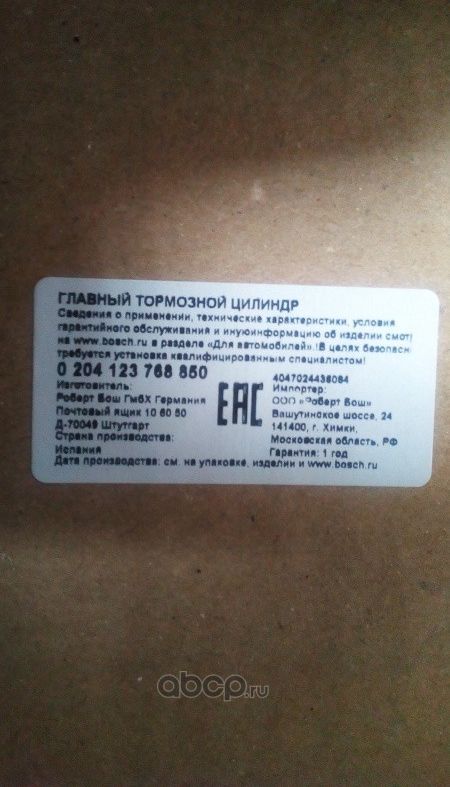 ГЛАВНЫЙ ТОРМОЗНОЙ ЦИЛИНДР
Сведения о применении, технические характеристики, условия
гарантийного обслуживания и инуюинформацию об изделии смот
на www.bosch.ru в разделе «Для автомобилей» !В целях безопасн
требуется установка квалифицированным специалистом!
0 204 123 768 850
4047024436084
Изготовитель:
Роберт Бош ГмбХ Германия
Почтовый ящик 10 60 50
Д-70049 Штутгарт
Страна производства:
Испания
EAC
Импортер:
ООО «Роберт Бош»
Вашутинское шоссе, 24
141400, г. Химки,
Московская область, РФ
Гарантия: 1 год
Дата производства: см. на упаковке, изделии и www.bosch.ru
abcp.ru